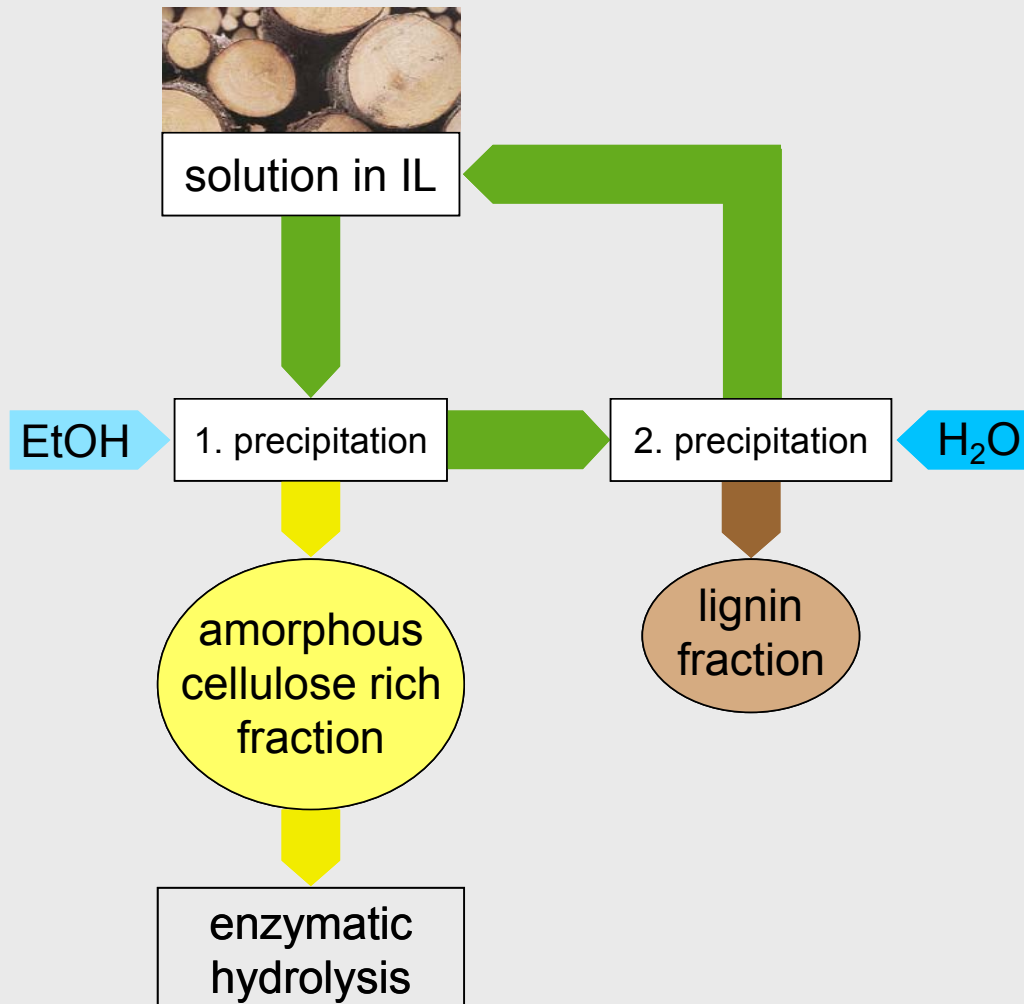 solution in IL
EtOH
1. precipitation
2. precipitation
H₂O
amorphous
cellulose rich
fraction
lignin
fraction
enzymatic
hydrolysis